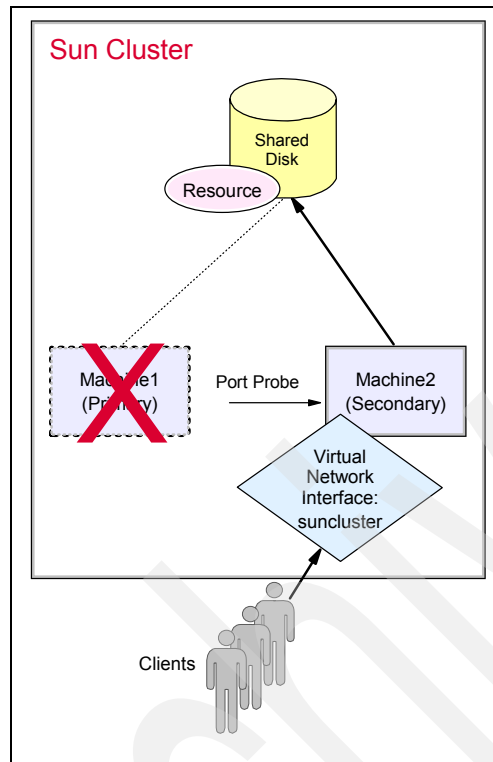 Sun Cluster
Shared
Disk
Resource
Machine1
(Primary)
Port Probe
Machine2
(Secondary)
Virtual
Network
Interface:
suncluster
Clients